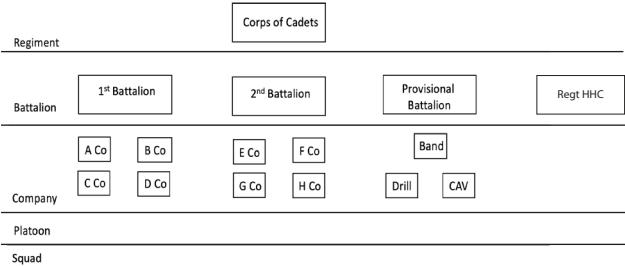 Corps of Cadets
Regiment
1st Battalion
2nd Battalion
Provisional
Battalion
Regt HHC
Battalion
A Co
B Co
E Co
F Co
Band
C Co
D Co
G Co
H Co
Drill
CAV
Company
Platoon
Squad